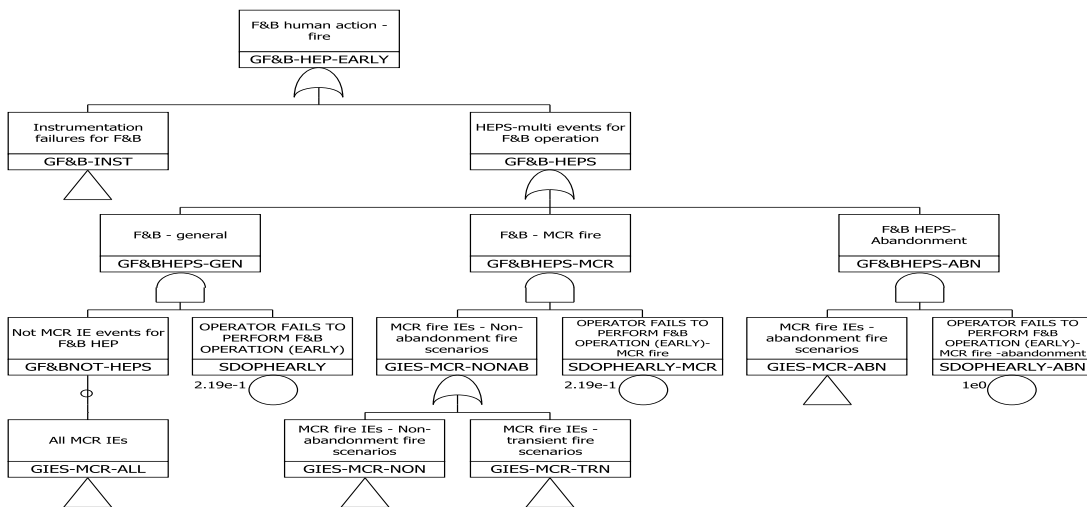 F&B human action -
fire
GF&B-HEP-EARLY
Instrumentation
failures for F&B
GF&B-INST
HEPS-multi events for
F&B operation
GF&B-HEPS
F&B - general
GF&BHEPS-GEN
F&B - MCR fire
GF&BHEPS-MCR
F&B HEPS-
Abandonment
GF&BHEPS-ABN
Not MCR IE events for
F&B HEP
GF&BNOT-HEPS
OPERATOR FAILS TO
PERFORM F&B
OPERATION (EARLY)
SDOPHEARLY
2.19e-1
MCR fire IEs - Non-
abandonment fire
scenarios
GIES-MCR-NONAB
OPERATOR FAILS TO
PERFORM F&B
OPERATION (EARLY)-
MCR fire
SDOPHEARLY-MCR
2.19e-1
MCR fire IEs -
abandonment fire
scenarios
GIES-MCR-ABN
OPERATOR FAILS TO
PERFORM F&B
OPERATION (EARLY)-
MCR fire -abandonment
SDOPHEARLY-ABN
1e0
All MCR IEs
GIES-MCR-ALL
MCR fire IEs - Non-
abandonment fire
scenarios
GIES-MCR-NON
MCR fire IEs -
transient fire
scenarios
GIES-MCR-TRN